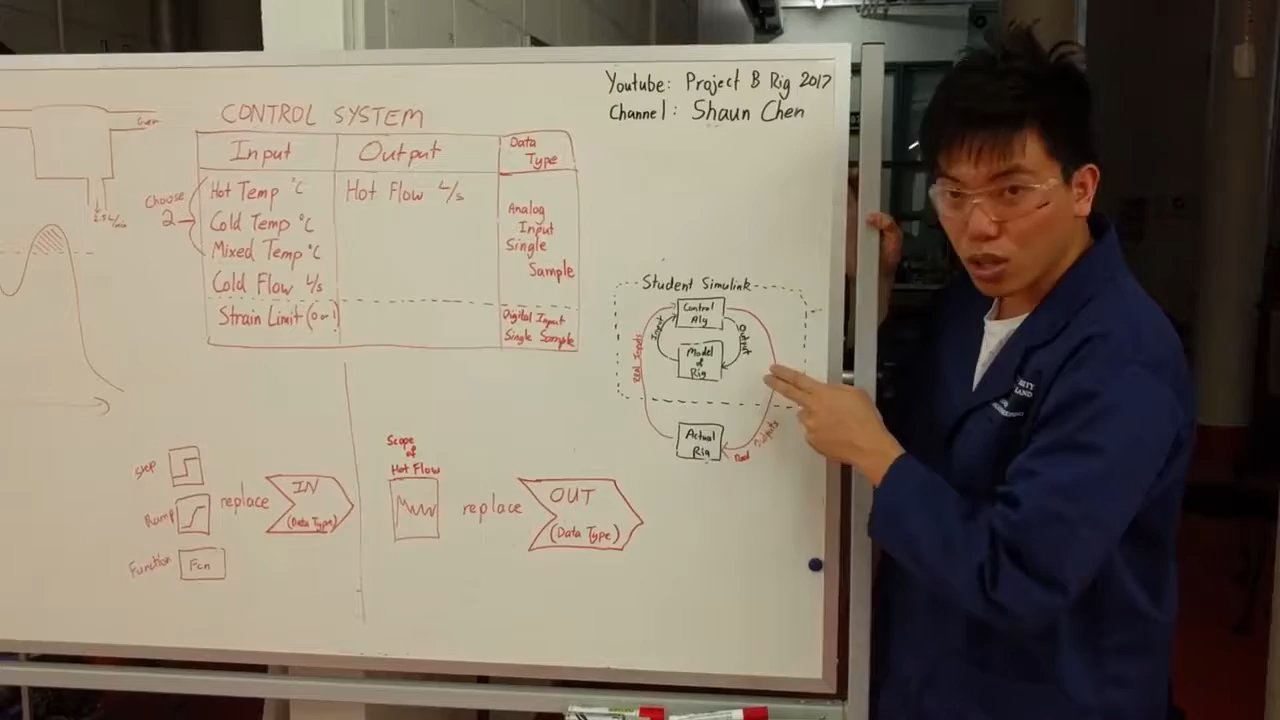 Youtube: Project B Rig 2017
Channel: Shaun Chen
CONTROL SYSTEM
Input
Output
Data
Type
Choose
2
Hot Temp °C
Cold Temp °C
Mixed Temp °C
Cold Flow L/s
Strain Limit (0 or 1)
Hot Flow L/s
Analog
Input
Single
Sample
Digital Input
Single Sample
Student Simulink
Control
Alg
Input
Output
Model
of
Rig
Real Inputs
Actual
Rig
Real Outputs
Step
Ramp
Function
Fcn
replace
IN
(Data Type)
Scope
of
Hot Flow
replace
OUT
(Data Type)